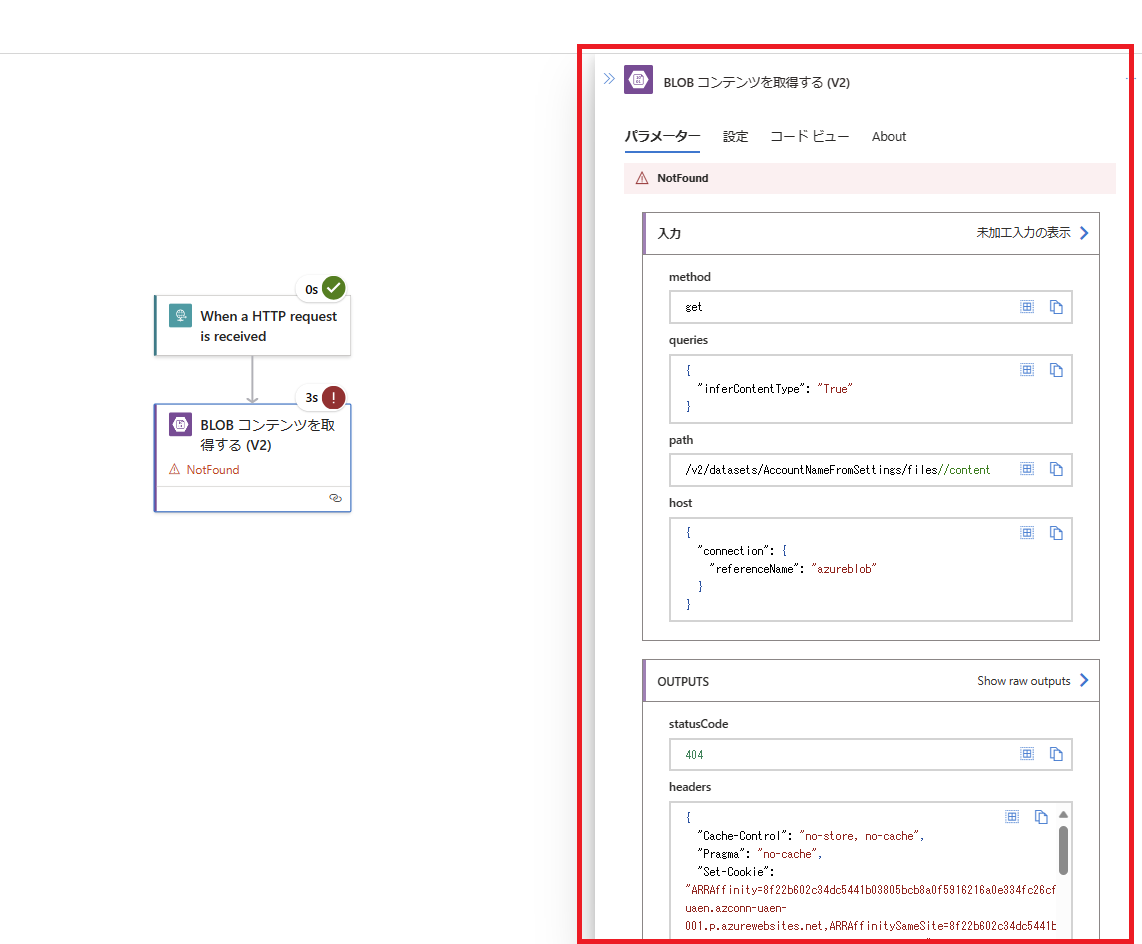 BLOB コンテンツを取得する (V2)
パラメーター 設定 コード ビュー About
NotFound
入力 未加工入力の表示
method
get
queries
{
"inferContentType": "True"
}
path
/v2/datasets/AccountNameFromSettings/files//content
host
{
"connection": {
"referenceName": "azureblob"
}
}
OUTPUTS Show raw outputs
statusCode
404
headers
{
"Cache-Control": "no-store, no-cache",
"Pragma": "no-cache",
"Set-Cookie":
"ARRAffinity=8f22b602c34dc5441b03805bcb8a0f5916216a0e334fc26cf
uaen.azconn-uaen-
001.p.azurewebsites.net,ARRAffinitySameSite=8f22b602c34dc5441b
0s
When a HTTP request
is received
3s
BLOB コンテンツを取
得する (V2)
NotFound